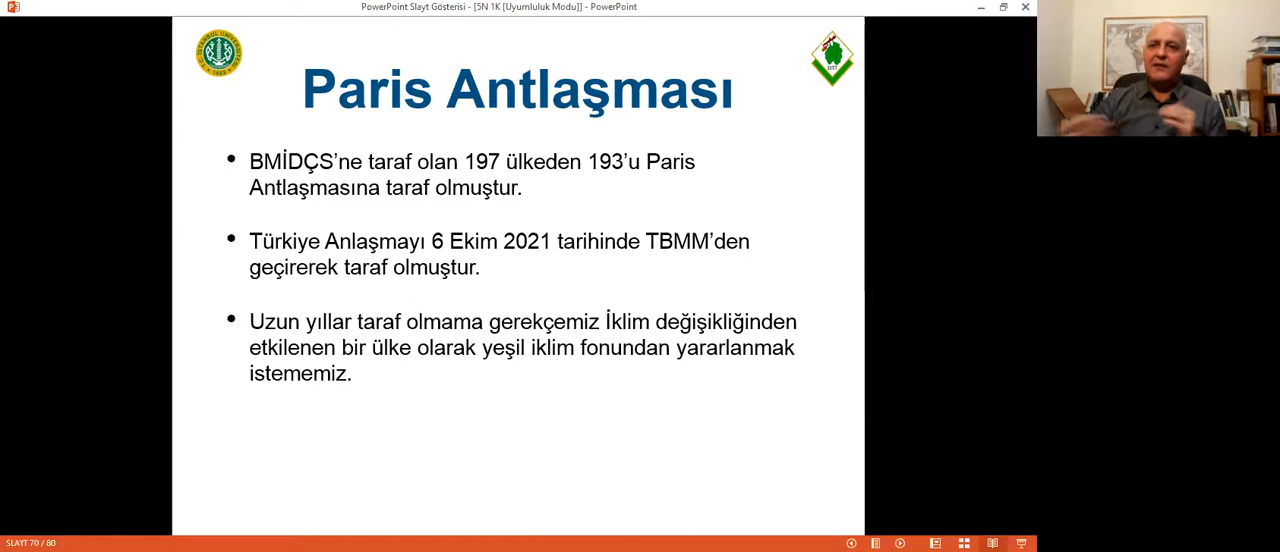 PowerPoint Slayt Gösterisi - [5N 1K [Uyumluluk Modu]] - PowerPoint
Paris Antlaşması
• BMİDÇS’ne taraf olan 197 ülkeden 193’u Paris
Antlaşmasına taraf olmuştur.
• Türkiye Anlaşmayı 6 Ekim 2021 tarihinde TBMM’den
geçirerek taraf olmuştur.
• Uzun yıllar taraf olmama gerekçemiz İklim değişikliğinden
etkilenen bir ülke olarak yeşil iklim fonundan yararlanmak
istememiz.
SLAYT 70 / 80